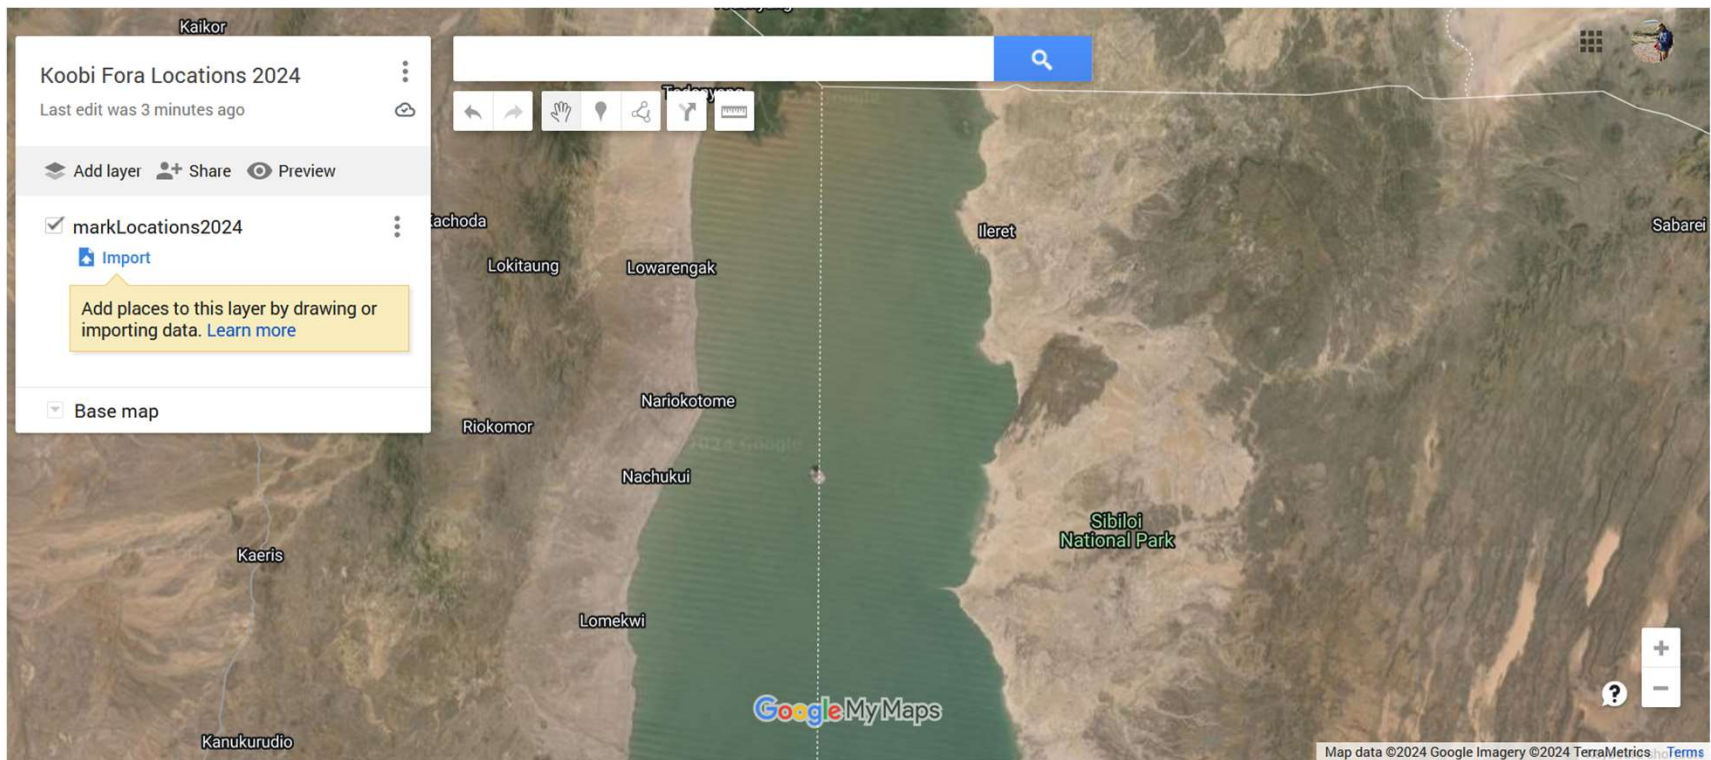 Kaikor
Koobi Fora Locations 2024
Last edit was 3 minutes ago
Add layer Share Preview
markLocations2024
Import
Add places to this layer by drawing or
importing data. Learn more
Base map
Lokitaung
Lowarengak
Ileret
Sabarei
Nariokotome
Riokomor
2024 Google
Nachukui
Sibiloi
National Park
Kaeris
Lomekwi
Google My Maps
Kanukurudio
?
Map data ©2024 Google Imagery ©2024 TerraMetrics Terms